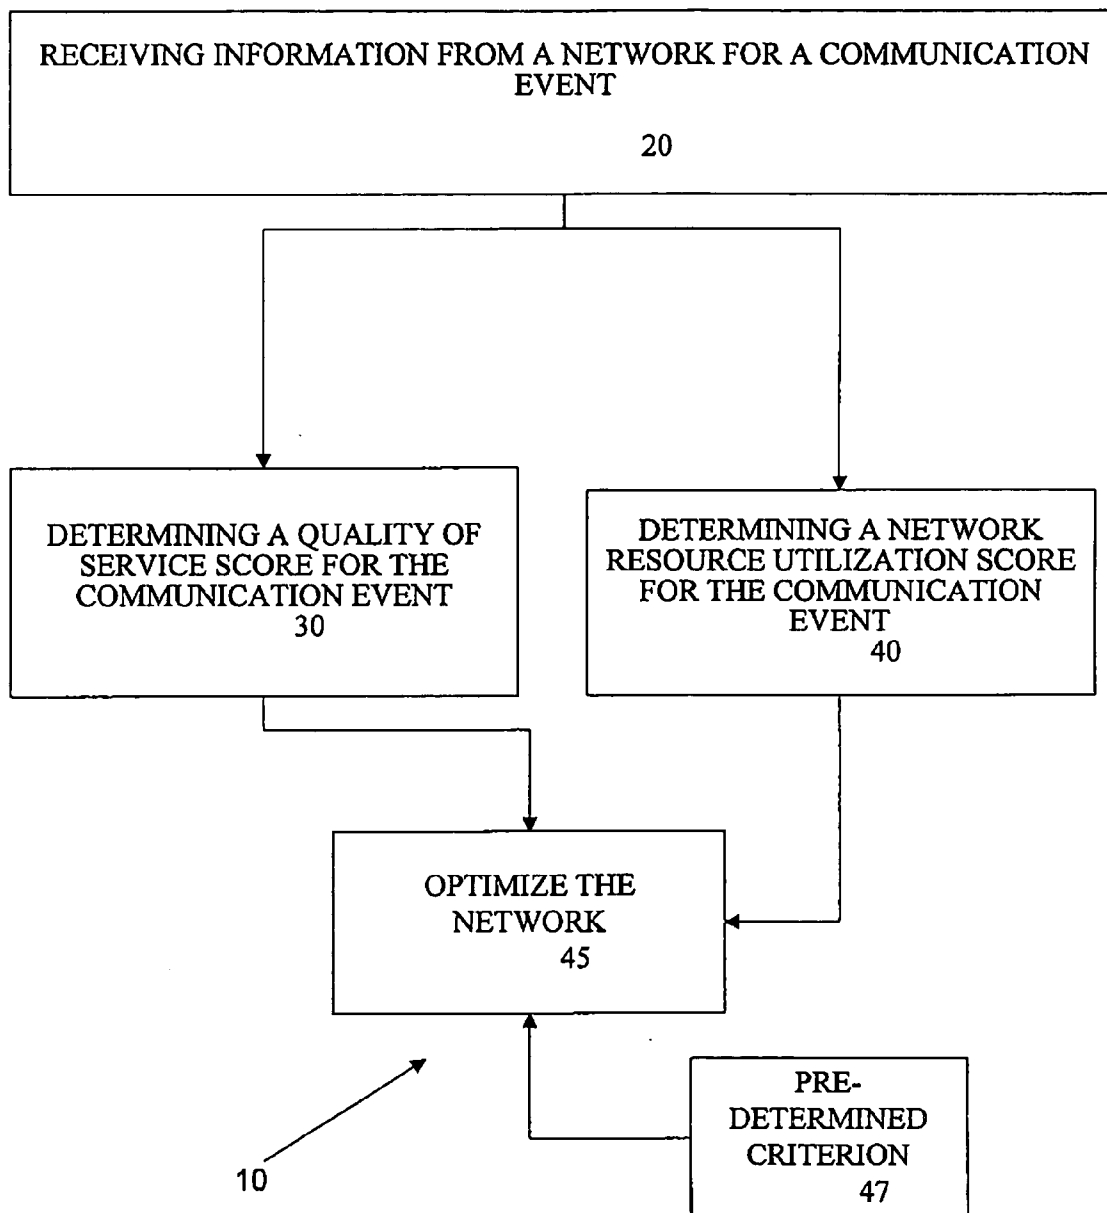 RECEIVING INFORMATION FROM A NETWORK FOR A COMMUNICATION
EVENT
20
DETERMINING A QUALITY OF
SERVICE SCORE FOR THE
COMMUNICATION EVENT
30
DETERMINING A NETWORK
RESOURCE UTILIZATION SCORE
FOR THE COMMUNICATION
EVENT
40
OPTIMIZE THE
NETWORK
45
PRE-
DETERMINED
CRITERION
47
10